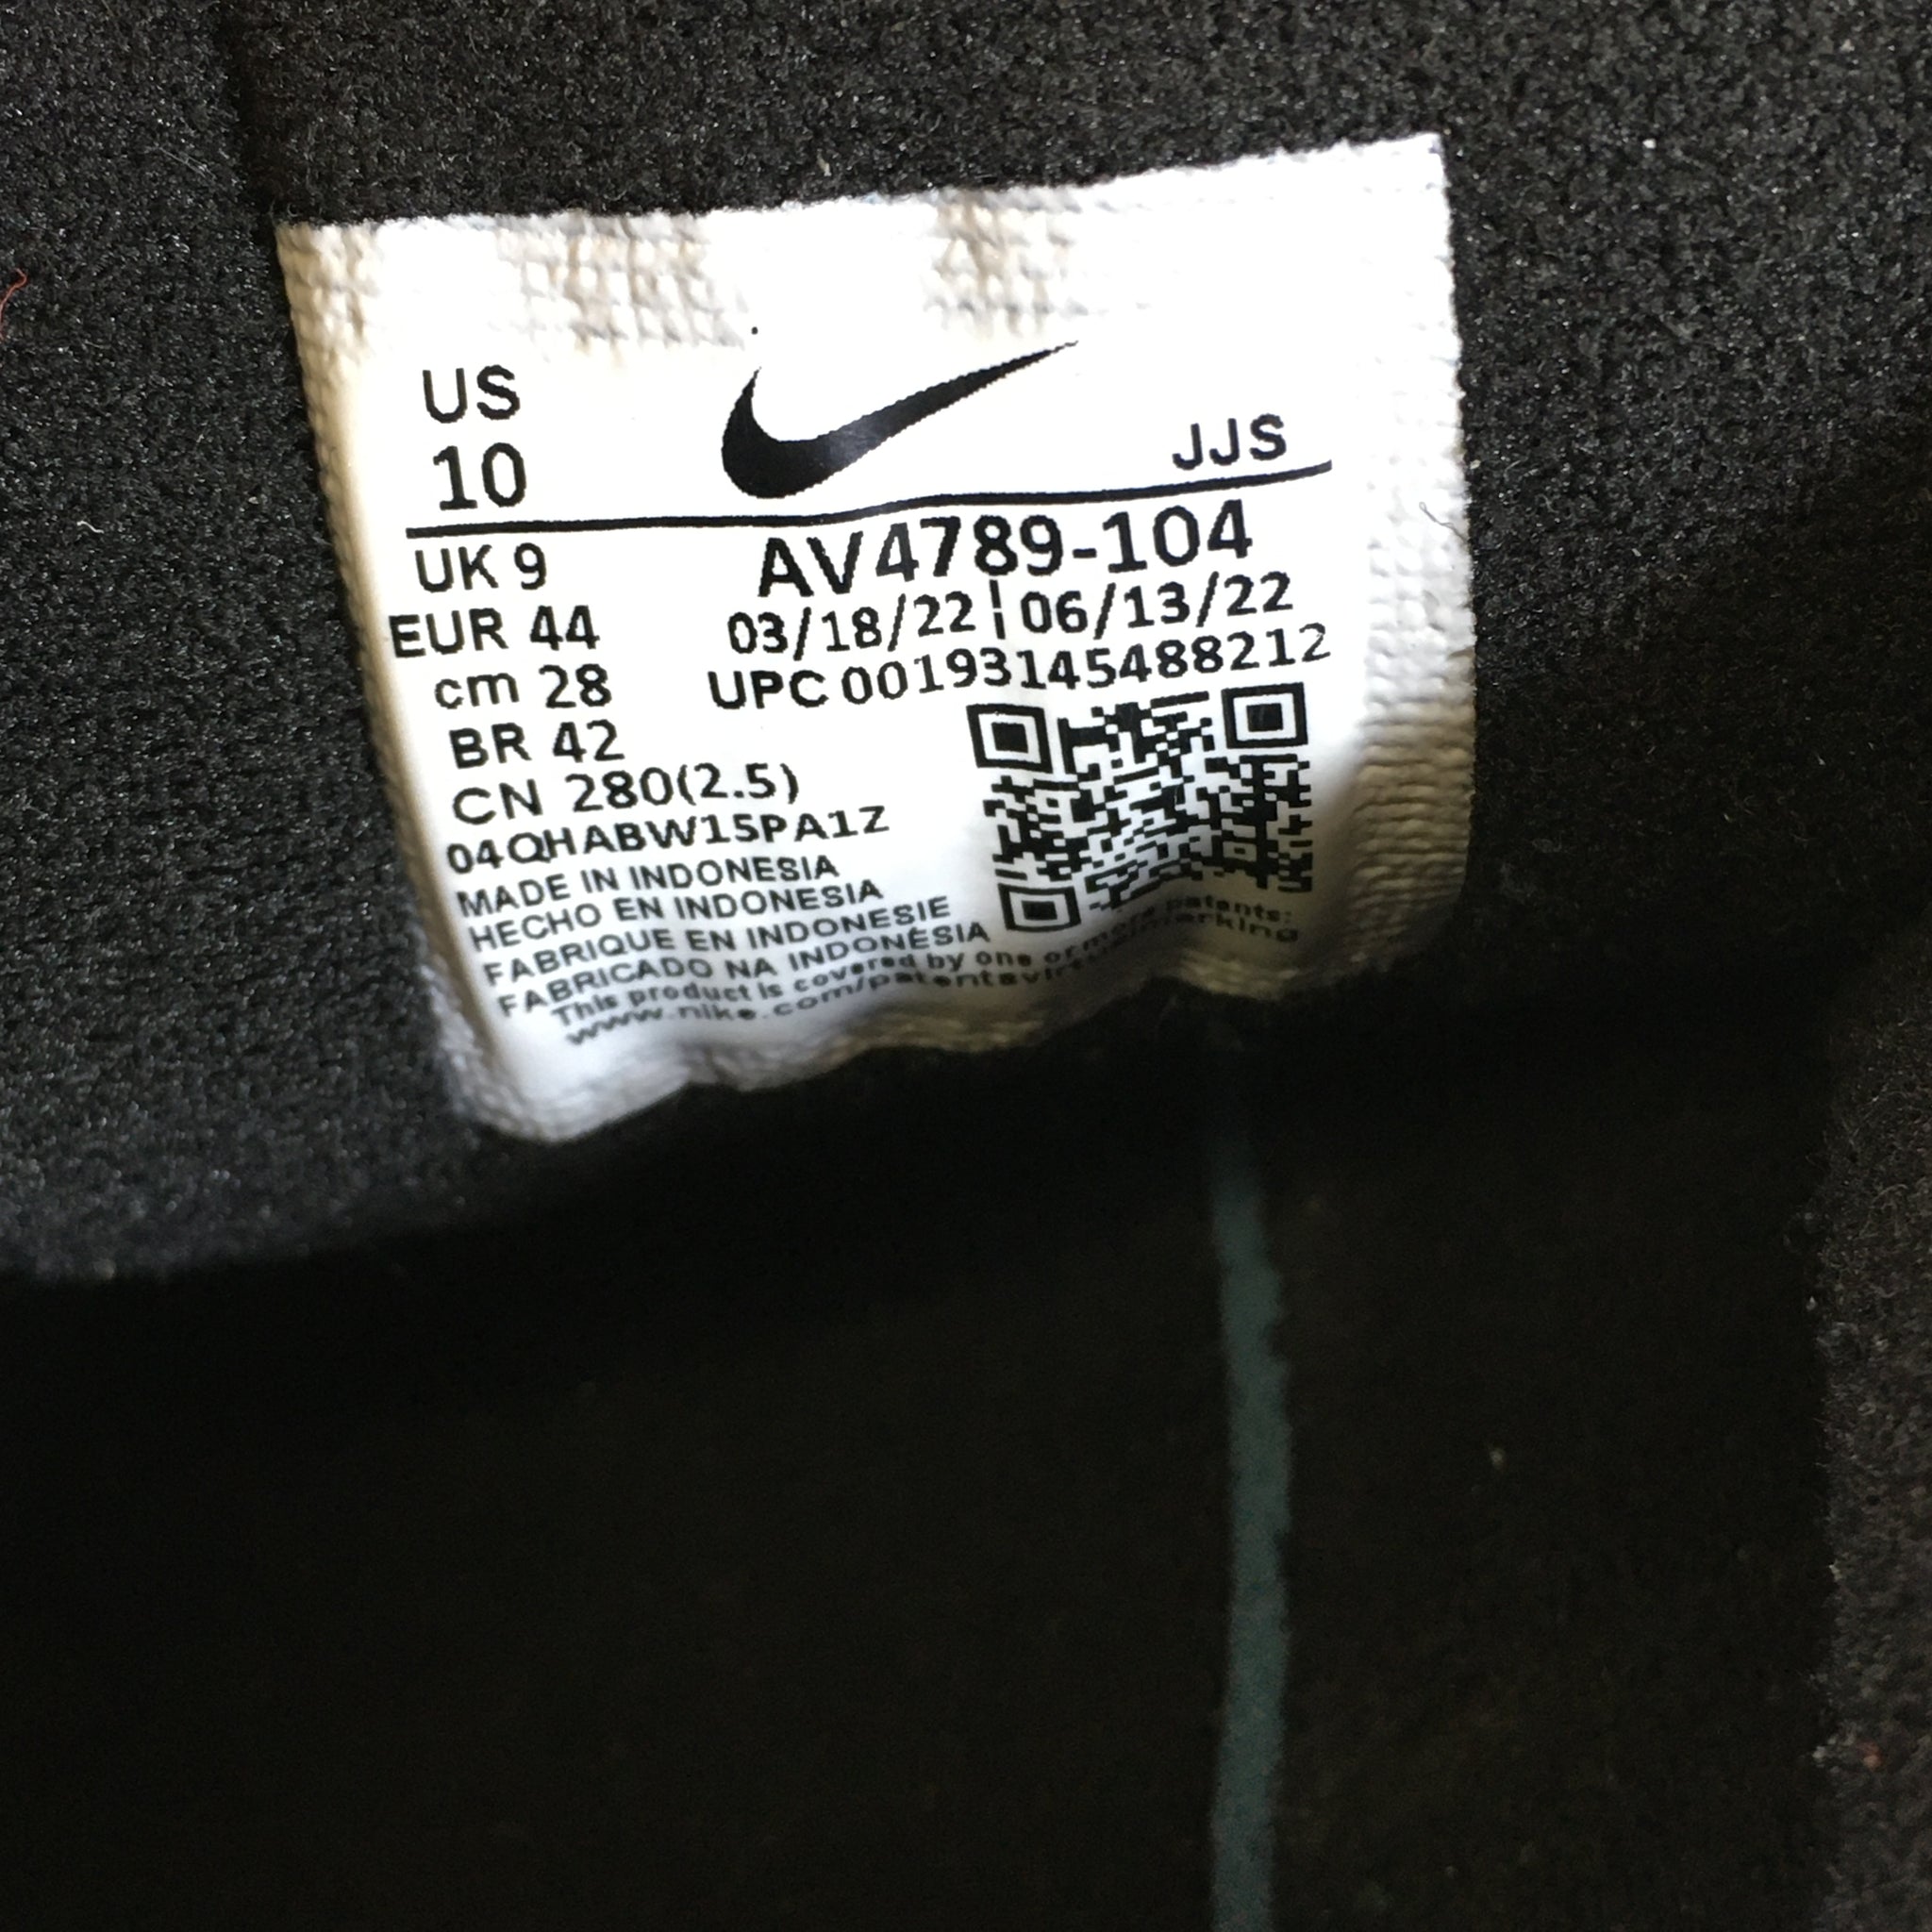 US
10
JJS
UK 9
EUR 44
cm 28
BR 42
CN 280(2.5)
AV4789-104
03/18/22 | 06/13/22
UPC 00193145488212
04QHABW15PA1Z
MADE IN INDONESIA
HECHO EN INDONESIA
FABRIQUE EN INDONESIE
FABRICADO NA INDONÉSIA
This product is covered by one or more patents:
www.nike.com/patentsvirtualmarking